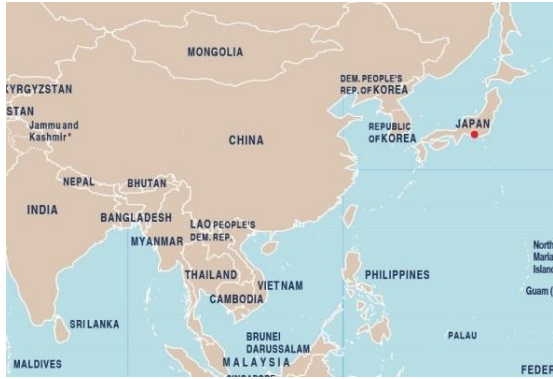 MONGOLIA
KYRGYZSTAN
DEM. PEOPLE'S
REP. OF KOREA
STAN
Jammu and
Kashmir*
JAPAN
REPUBLIC
OF KOREA
CHINA
NEPAL
BHUTAN
INDIA
BANGLADESH
LAO PEOPLE'S
DEM. REP.
MYANMAR
North
Maria
Island
THAILAND
PHILIPPINES
VIETNAM
Guam (
CAMBODIA
SRI LANKA
BRUNEI
DARUSSALAM
PALAU
MALDIVES
MALAYSIA
FEDER
SINGAPORE